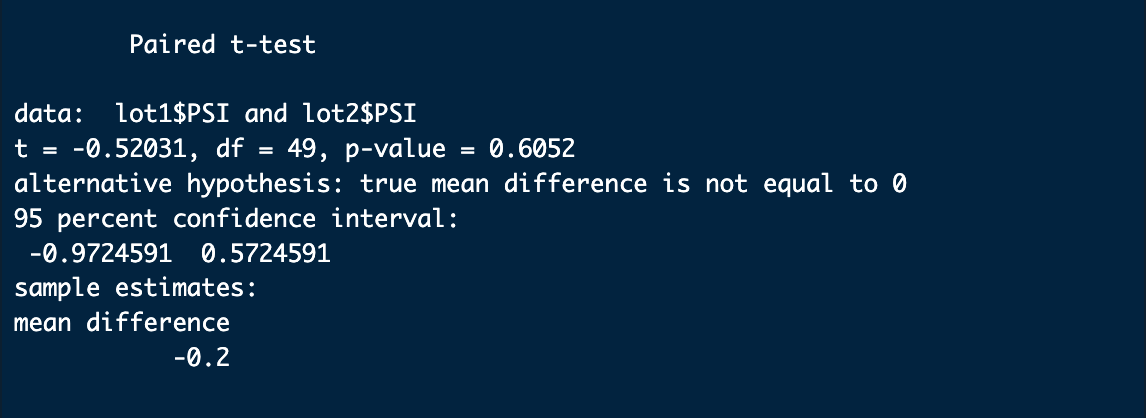 Paired t-test
data:  lot1$PSI and lot2$PSI
t = -0.52031, df = 49, p-value = 0.6052
alternative hypothesis: true mean difference is not equal to 0
95 percent confidence interval:
 -0.9724591  0.5724591
sample estimates:
mean difference
           -0.2